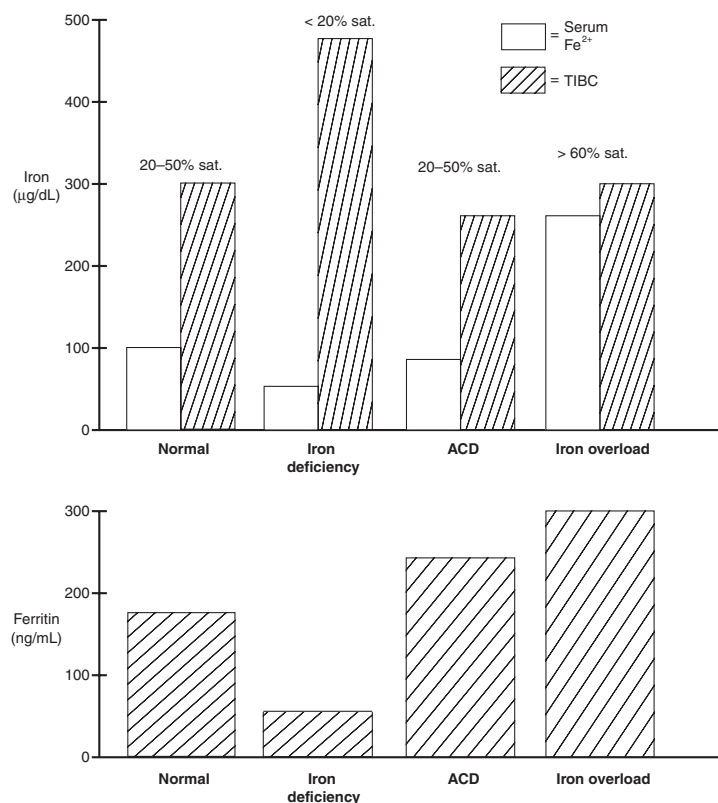 500
400
300
200
100
0
Iron
(μg/dL)
20–50% sat.
< 20% sat.
20–50% sat.
> 60% sat.
= Serum
Fe²⁺
= TIBC
Normal
Iron
deficiency
ACD
Iron overload
300
200
100
0
Ferritin
(ng/mL)
Normal
Iron
deficiency
ACD
Iron overload